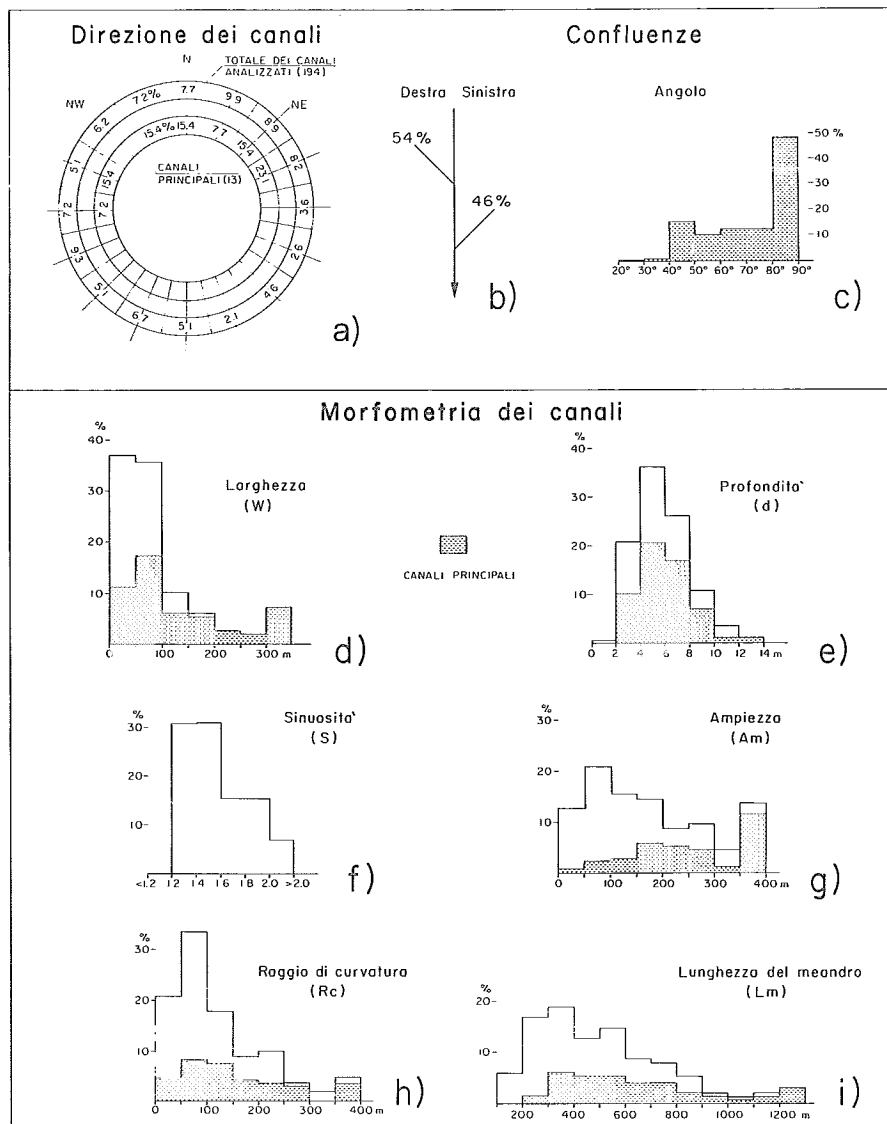 Direzione dei canali
N
TOTALE DEI CANALI
ANALIZZATI (194)
NW
NE
7.2% 7.7 9.9 8.9 8.2 3.6 2.6 4.6 2.1 5.1 6.7 5.1 3.6 7.2 5.1 6.2
15.4% 15.4 7.7 15.4 23.1 7.2 15.4
CANALI
PRINCIPALI (13)
a)
Confluenze
Destra Sinistra
54%
46%
b)
Angolo
50 %
40
30
20
10
20° 30° 40° 50° 60° 70° 80° 90°
c)
Morfometria dei canali
%
40
30
20
10
0 100 200 300 m
Larghezza
(W)
d)
CANALI PRINCIPALI
%
40
30
20
10
0 2 4 6 8 10 12 14 m
Profondita`
(d)
e)
%
30
20
10
<1.2 1.2 1.4 1.6 1.8 2.0 >2.0
Sinuosita`
(S)
f)
%
30
20
10
0 100 200 300 400 m
Ampiezza
(Am)
g)
%
30
20
10
0 100 200 300 400 m
Raggio di curvatura
(Rc)
h)
%
20
10
200 400 600 800 1000 1200 m
Lunghezza del meandro
(Lm)
i)